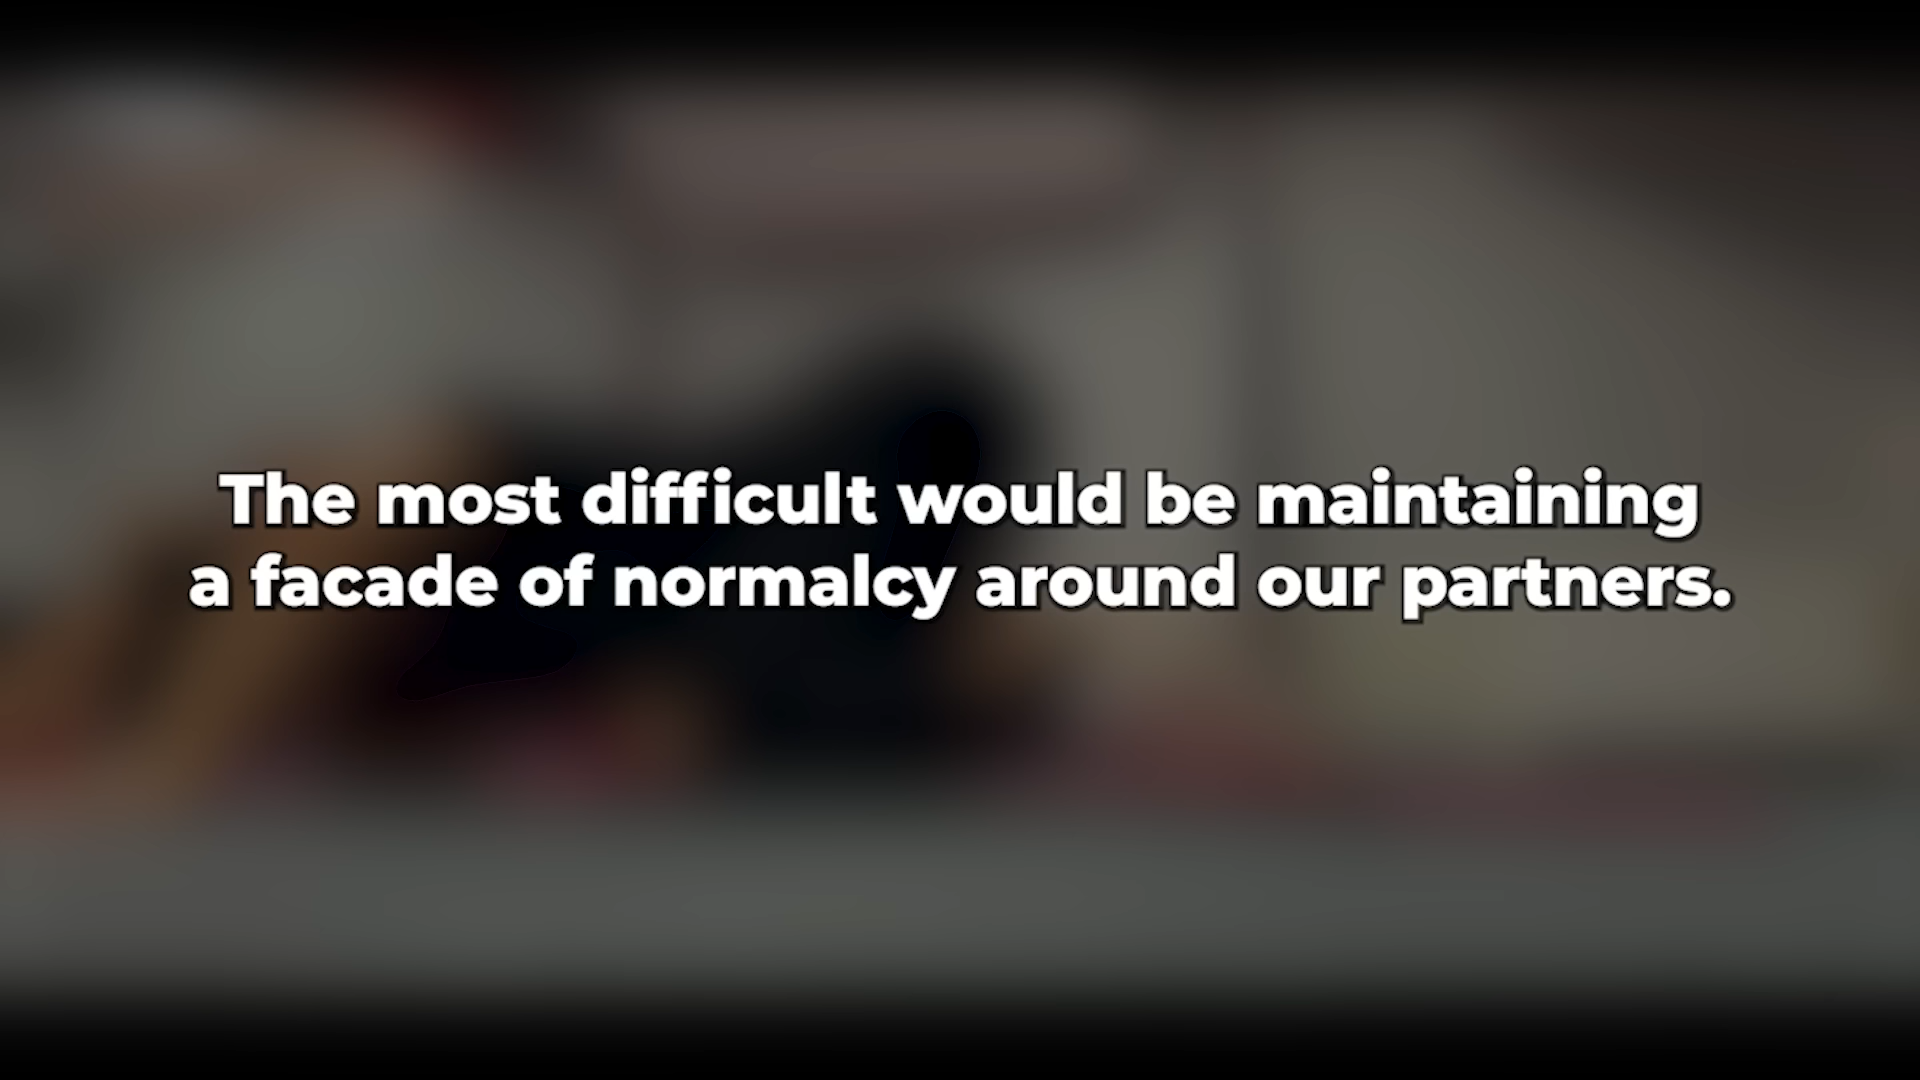 The most difficult would be maintaining
a facade of normalcy around our partners.